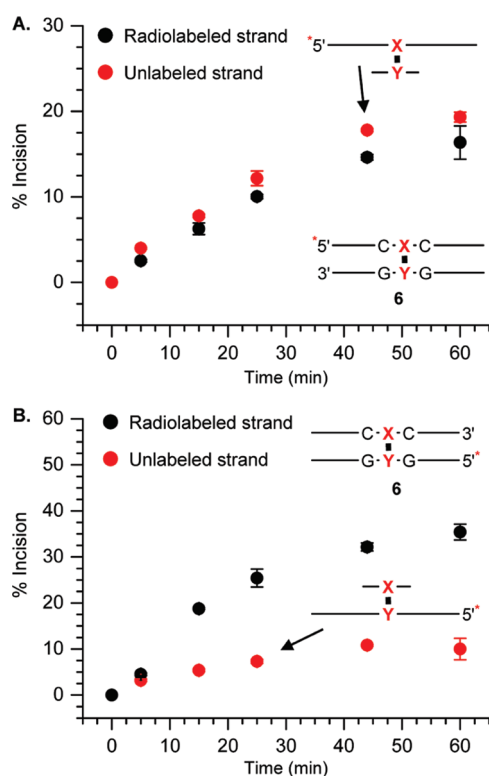 A.
Radiolabeled strand
Unlabeled strand
*5' X
Y
% Incision
30
20
10
0
*5' C X C
3' G Y G
6
0 10 20 30 40 50 60
Time (min)
B.
Radiolabeled strand
Unlabeled strand
C X C 3'
G Y G 5'*
6
X
Y 5'*
% Incision
60
50
40
30
20
10
0
0 10 20 30 40 50 60
Time (min)